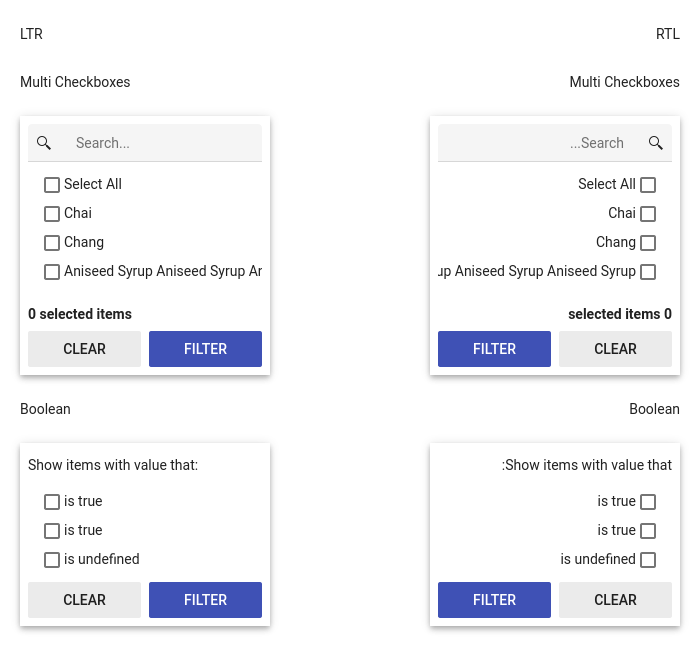 LTR
RTL
Multi Checkboxes
Multi Checkboxes
Search...
Select All
Chai
Chang
Aniseed Syrup Aniseed Syrup
0 selected items
CLEAR FILTER
...Search
Select All
Chai
Chang
Aniseed Syrup Aniseed Syrup
selected items 0
FILTER CLEAR
Boolean
Boolean
Show items with value that:
is true
is true
is undefined
CLEAR FILTER
:Show items with value that
is true
is true
is undefined
FILTER CLEAR